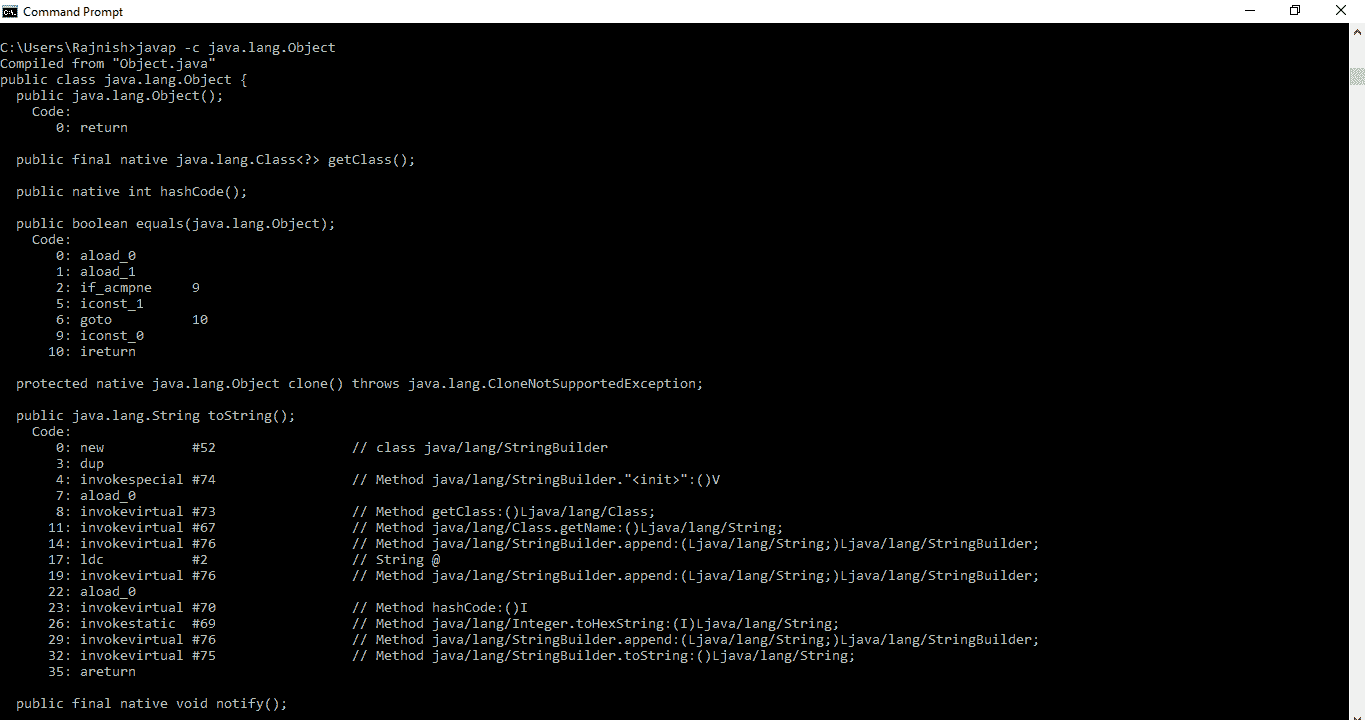 Command Prompt
C:\Users\Rajnish>javap -c java.lang.Object
Compiled from "Object.java"
public class java.lang.Object {
  public java.lang.Object();
    Code:
       0: return

  public final native java.lang.Class<?> getClass();

  public native int hashCode();

  public boolean equals(java.lang.Object);
    Code:
       0: aload_0
       1: aload_1
       2: if_acmpne     9
       5: iconst_1
       6: goto          10
       9: iconst_0
      10: ireturn

  protected native java.lang.Object clone() throws java.lang.CloneNotSupportedException;

  public java.lang.String toString();
    Code:
       0: new           #52                 // class java/lang/StringBuilder
       3: dup
       4: invokespecial #74                 // Method java/lang/StringBuilder."<init>":()V
       7: aload_0
       8: invokevirtual #73                 // Method getClass:()Ljava/lang/Class;
      11: invokevirtual #67                 // Method java/lang/Class.getName:()Ljava/lang/String;
      14: invokevirtual #76                 // Method java/lang/StringBuilder.append:(Ljava/lang/String;)Ljava/lang/StringBuilder;
      17: ldc           #2                  // String @
      19: invokevirtual #76                 // Method java/lang/StringBuilder.append:(Ljava/lang/String;)Ljava/lang/StringBuilder;
      22: aload_0
      23: invokevirtual #70                 // Method hashCode:()I
      26: invokestatic  #69                 // Method java/lang/Integer.toHexString:(I)Ljava/lang/String;
      29: invokevirtual #76                 // Method java/lang/StringBuilder.append:(Ljava/lang/String;)Ljava/lang/StringBuilder;
      32: invokevirtual #75                 // Method java/lang/StringBuilder.toString:()Ljava/lang/String;
      35: areturn

  public final native void notify();